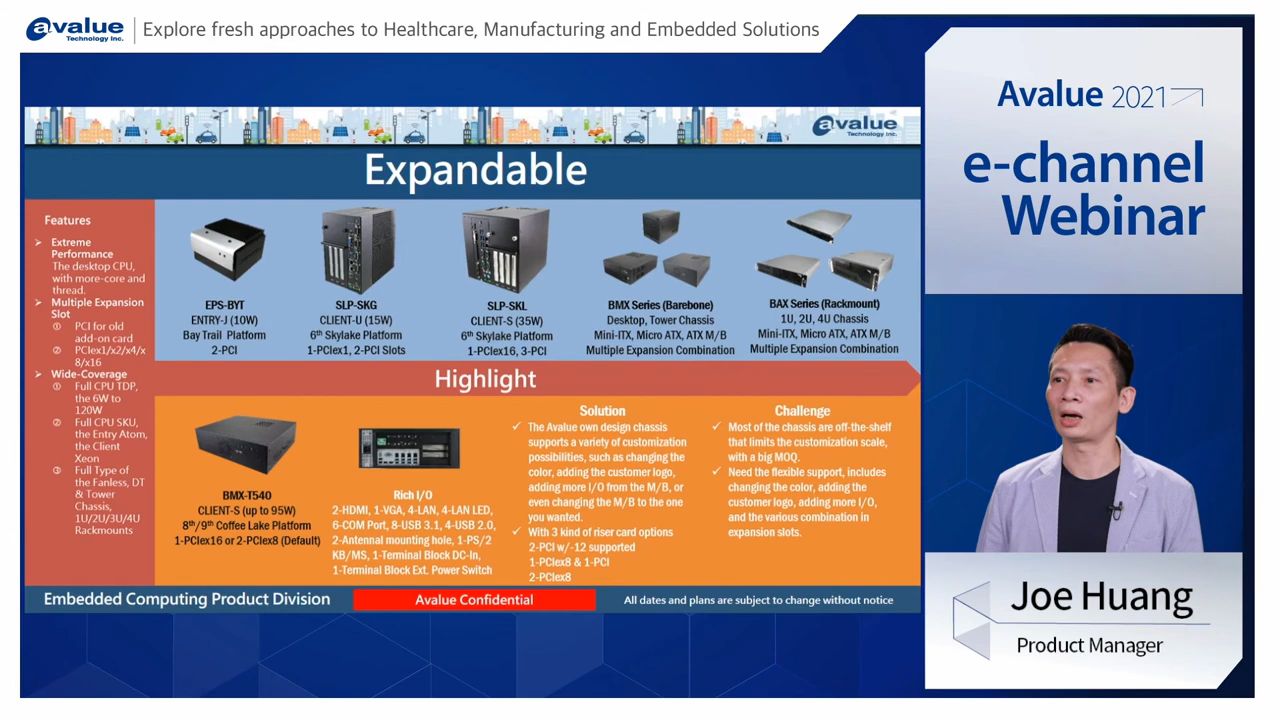 avalue
Technology Inc.
Explore fresh approaches to Healthcare, Manufacturing and Embedded Solutions
avalue
Technology Inc.
Expandable
Features
➢ Extreme
Performance
The desktop CPU,
with more-core and
thread.
➢ Multiple Expansion
Slot
① PCI for old
add-on card
② PCIex1/x2/x4/x
8/x16
➢ Wide-Coverage
① Full CPU TDP,
the 6W to
120W
② Full CPU SKU,
the Entry Atom,
the Client
Xeon
③ Full Type of
the Fanless, DT
& Tower
Chassis,
1U/2U/3U/4U
Rackmounts
EPS-BYT
ENTRY-J (10W)
Bay Trail Platform
2-PCI
SLP-SKG
CLIENT-U (15W)
6th Skylake Platform
1-PCIex1, 2-PCI Slots
SLP-SKL
CLIENT-S (35W)
6th Skylake Platform
1-PCIex16, 3-PCI
BMX Series (Barebone)
Desktop, Tower Chassis
Mini-ITX, Micro ATX, ATX M/B
Multiple Expansion Combination
BAX Series (Rackmount)
1U, 2U, 4U Chassis
Mini-ITX, Micro ATX, ATX M/B
Multiple Expansion Combination
Highlight
BMX-T540
CLIENT-S (up to 95W)
8th/9th Coffee Lake Platform
1-PCIex16 or 2-PCIex8 (Default)
Rich I/O
2-HDMI, 1-VGA, 4-LAN, 4-LAN LED,
6-COM Port, 8-USB 3.1, 4-USB 2.0,
2-Antennal mounting hole, 1-PS/2
KB/MS, 1-Terminal Block DC-In,
1-Terminal Block Ext. Power Switch
Solution
✓ The Avalue own design chassis
supports a variety of customization
possibilities, such as changing the
color, adding the customer logo,
adding more I/O from the M/B, or
even changing the M/B to the one
you wanted.
✓ With 3 kind of riser card options
2-PCI w/-12 supported
1-PCIex8 & 1-PCI
2-PCIex8
Challenge
✓ Most of the chassis are off-the-shelf
that limits the customization scale,
with a big MOQ.
✓ Need the flexible support, includes
changing the color, adding the
customer logo, adding more I/O,
and the various combination in
expansion slots.
Embedded Computing Product Division
Avalue Confidential
All dates and plans are subject to change without notice
Avalue 2021
e-channel
Webinar
Joe Huang
Product Manager